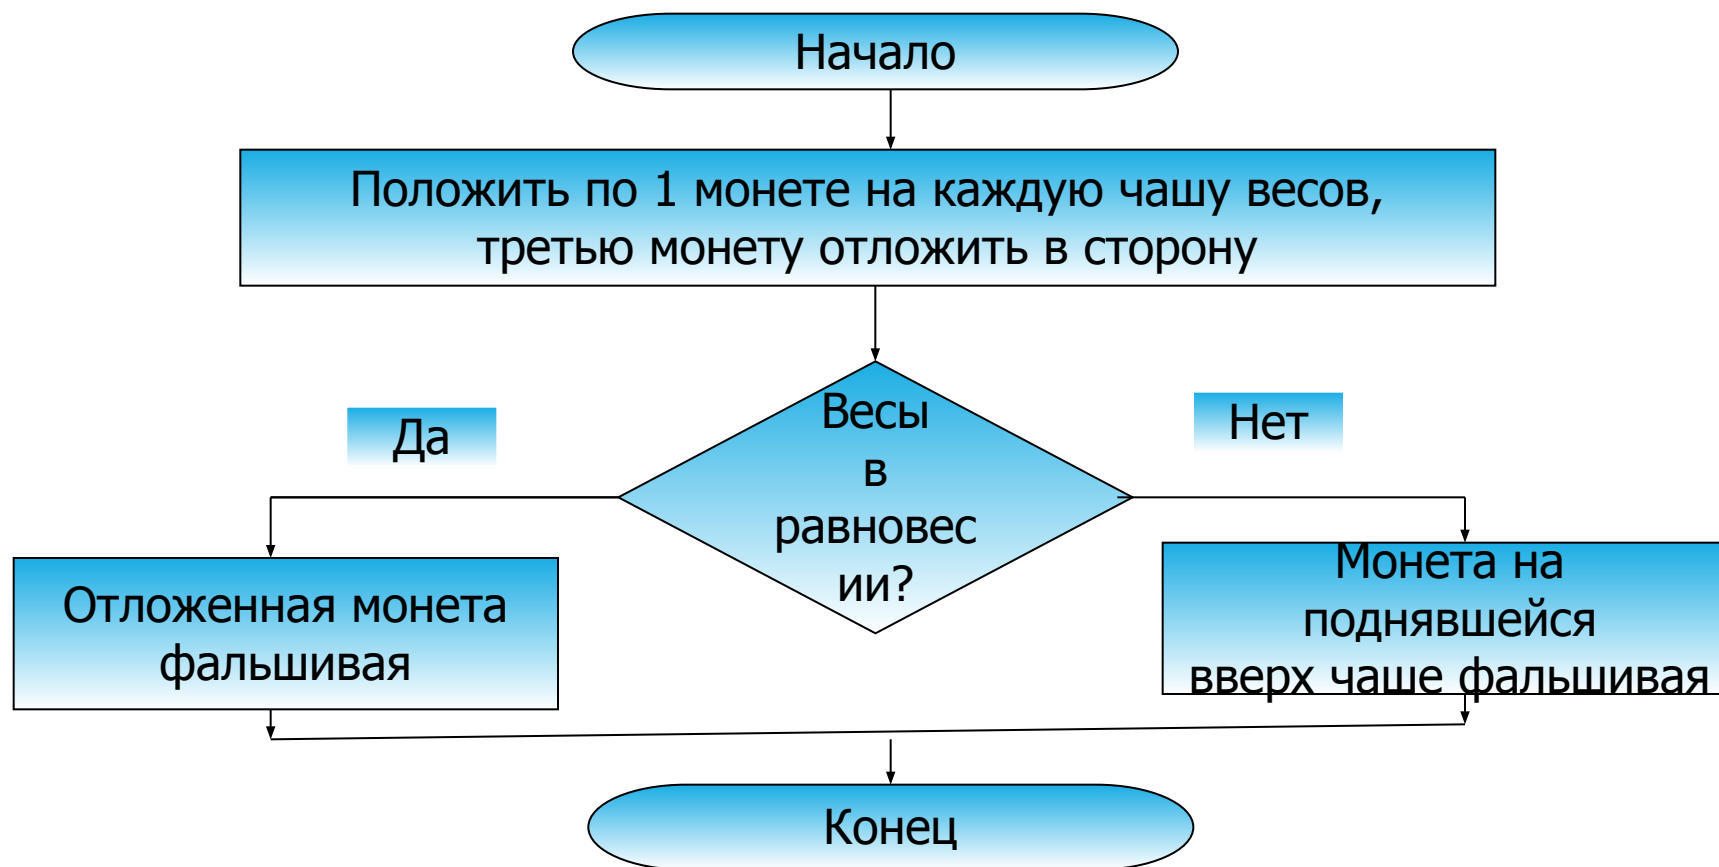 Начало
Положить по 1 монете на каждую чашу весов,
третью монету отложить в сторону
Да
Весы
в
равновес
ии?
Нет
Отложенная монета
фальшивая
Монета на
поднявшейся
вверх чаше фальшивая
Конец